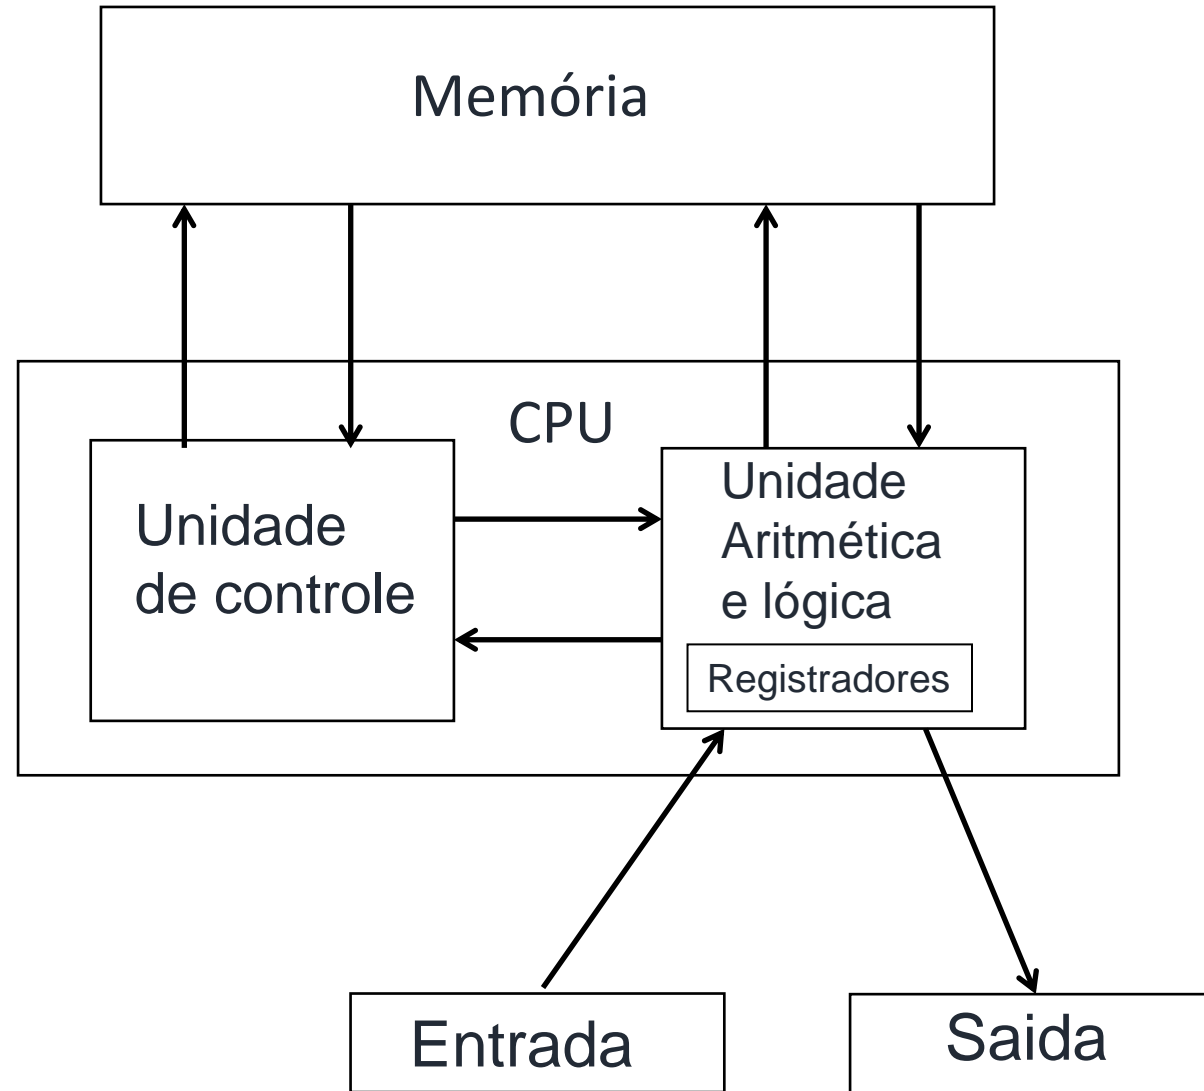 Memória
CPU
Unidade
de controle
Unidade
Aritmética
e lógica
Registradores
Entrada
Saida